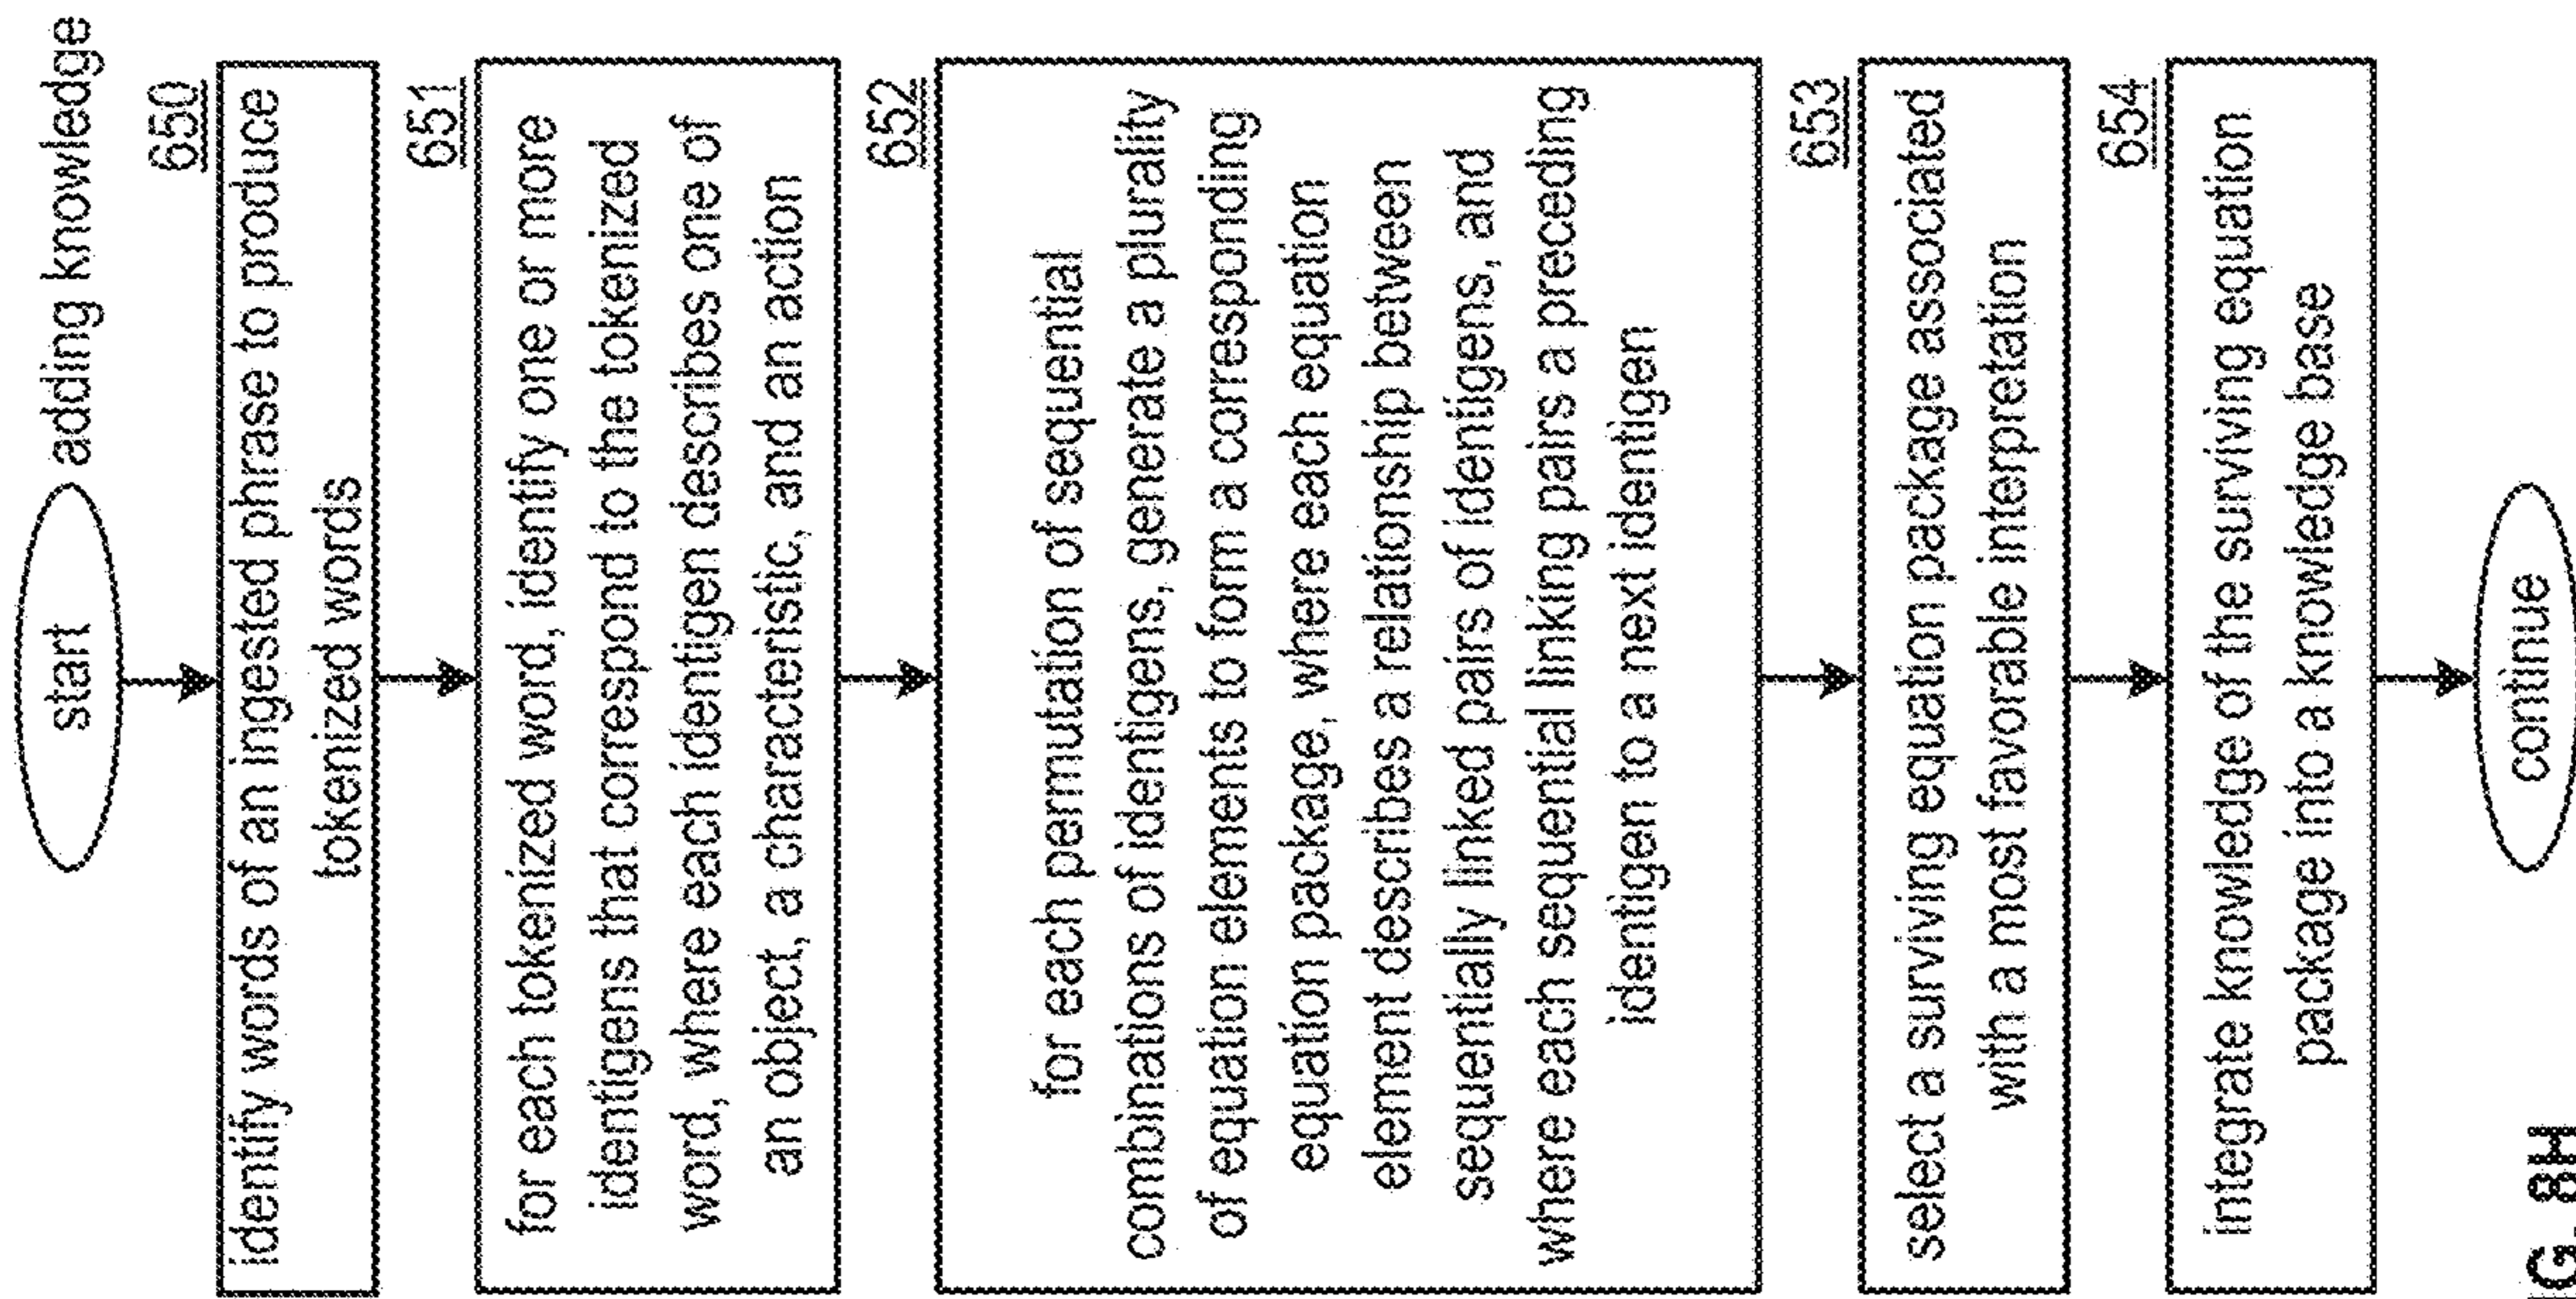 start adding knowledge
650
identify words of an ingested phrase to produce
tokenized words
651
for each tokenized word, identify one or more
identigens that correspond to the tokenized
word, where each identigen describes one of
an object, a characteristic, and an action
652
for each permutation of sequential
combinations of identigens, generate a plurality
of equation elements to form a corresponding
equation package, where each equation
element describes a relationship between
sequentially linked pairs of identigens, and
where each sequential linking pairs a preceding
identigen to a next identigen
653
select a surviving equation package associated
with a most favorable interpretation
654
integrate knowledge of the surviving equation
package into a knowledge base
continue
IG. 8H